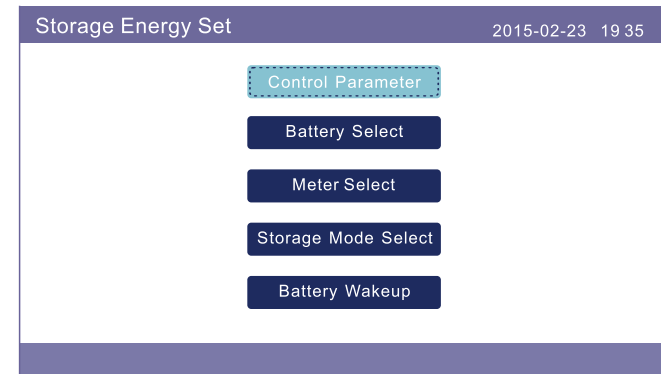 Storage Energy Set
2015-02-23 19 35
Control Parameter
Battery Select
Meter Select
Storage Mode Select
Battery Wakeup